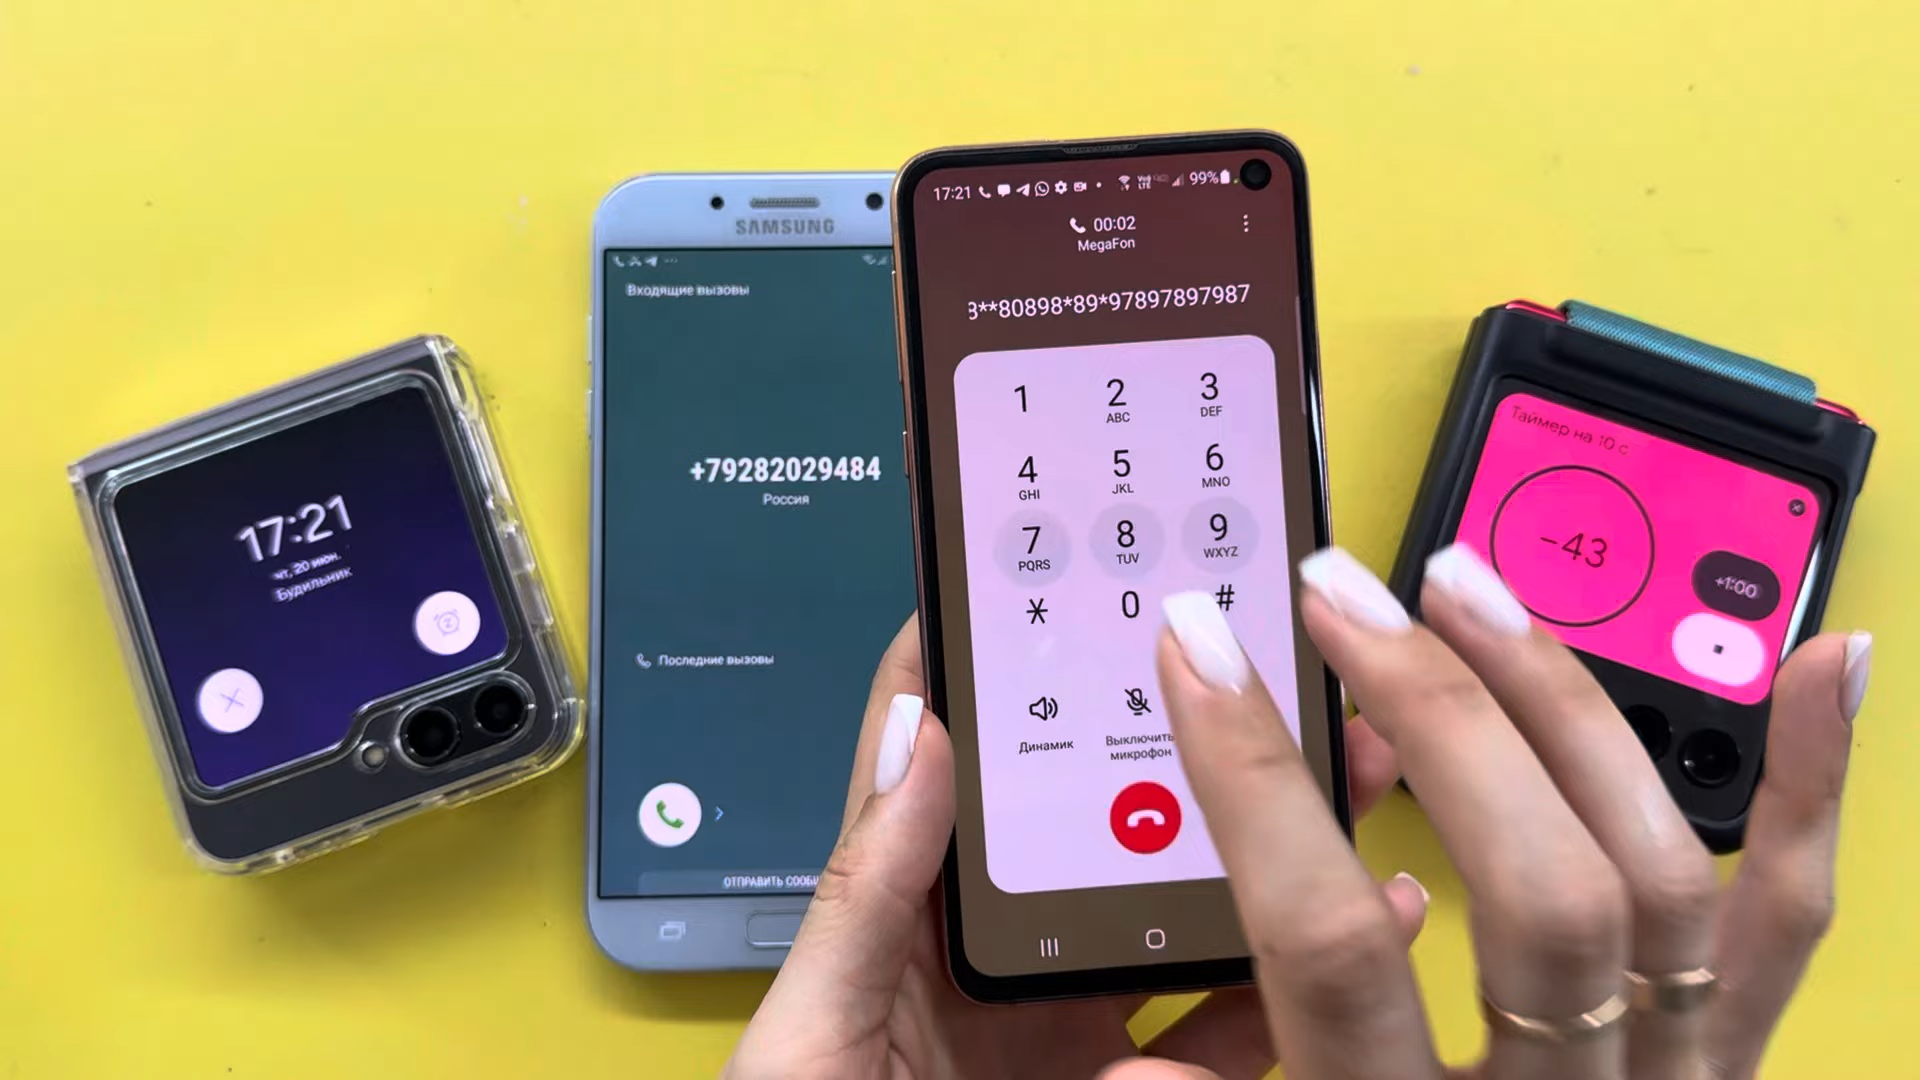 17:21
чт, 20 июн.
Будильник
SAMSUNG
Входящие вызовы
+79282029484
Россия
Последние вызовы
ОТПРАВИТЬ
17:21
99%
00:02
MegaFon
3**80898*89*97897897987
1
2
ABC
3
DEF
4
GHI
5
JKL
6
MNO
7
PQRS
8
TUV
9
WXYZ
*
0
#
Динамик
Выключить
микрофон
Таймер на 10 с
-43
+1:00